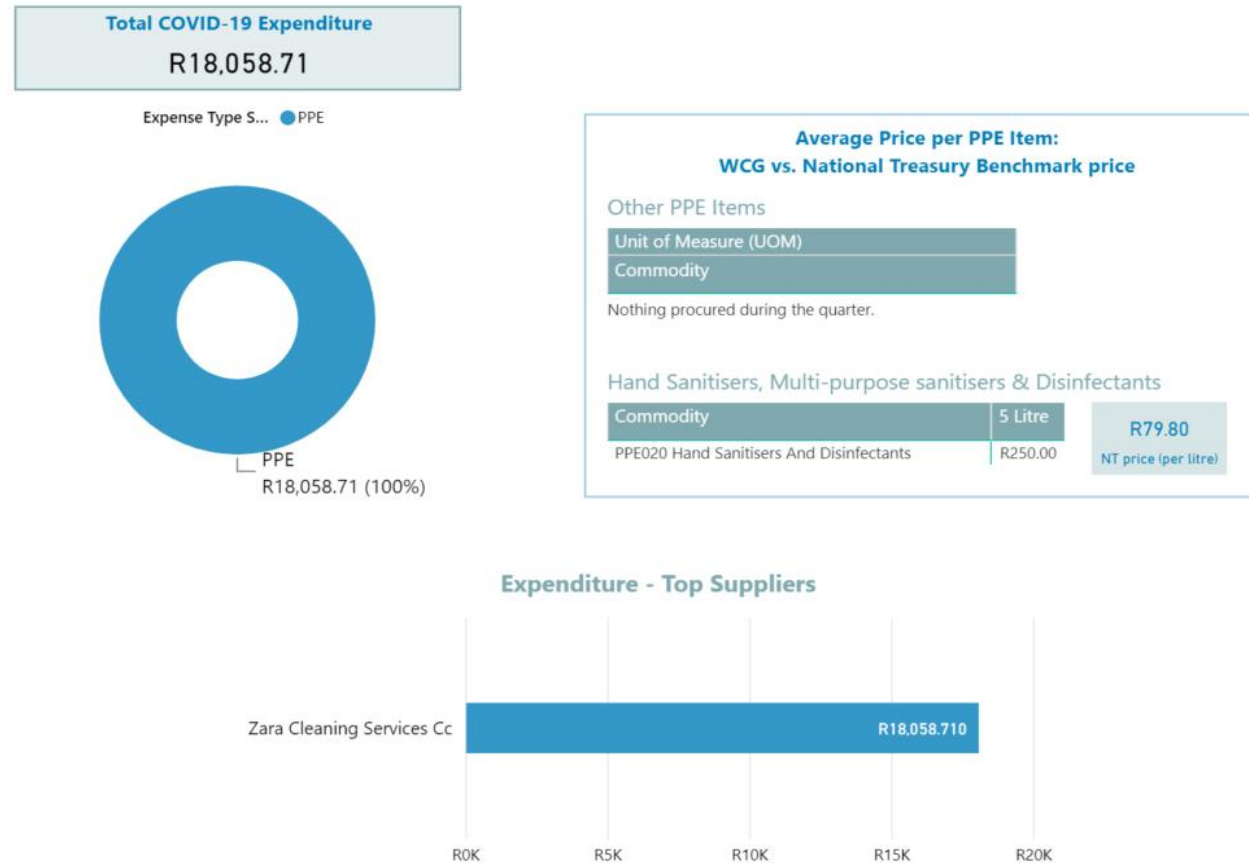 Total COVID-19 Expenditure
R18,058.71
Expense Type S... PPE
PPE
R18,058.71 (100%)
Average Price per PPE Item:
WCG vs. National Treasury Benchmark price
Other PPE Items
Unit of Measure (UOM)
Commodity
Nothing procured during the quarter.
Hand Sanitisers, Multi-purpose sanitisers & Disinfectants
Commodity 5 Litre
PPE020 Hand Sanitisers And Disinfectants R250.00
R79.80
NT price (per litre)
Expenditure - Top Suppliers
Zara Cleaning Services Cc R18,058.710
R0K R5K R10K R15K R20K